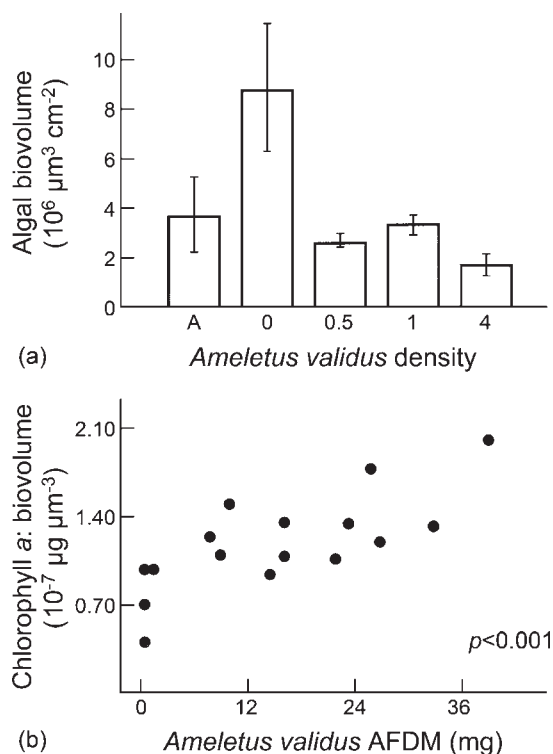 Algal biovolume
(10⁶ µm³ cm⁻²)
10
8
6
4
2
0
A 0 0.5 1 4
(a) Ameletus validus density
Chlorophyll a: biovolume
(10⁻⁷ µg µm⁻³)
2.10
1.40
0.70
p<0.001
0 12 24 36
(b) Ameletus validus AFDM (mg)